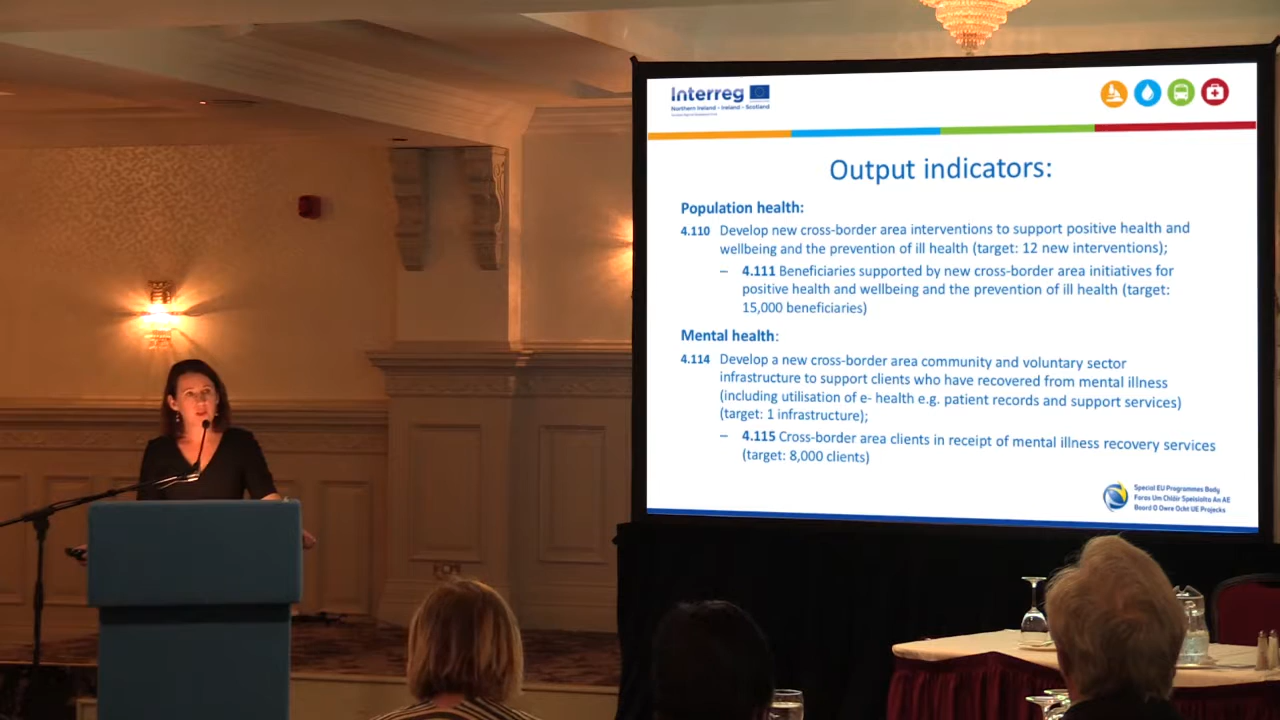 Interreg
Northern Ireland - Ireland - Scotland
Output indicators:
Population health:
4.110 Develop new cross-border area interventions to support positive health and
wellbeing and the prevention of ill health (target: 12 new interventions);
– 4.111 Beneficiaries supported by new cross-border area initiatives for
positive health and wellbeing and the prevention of ill health (target:
15,000 beneficiaries)
Mental health:
4.114 Develop a new cross-border area community and voluntary sector
infrastructure to support clients who have recovered from mental illness
(including utilisation of e- health e.g. patient records and support services)
(target: 1 infrastructure);
– 4.115 Cross-border area clients in receipt of mental illness recovery services
(target: 8,000 clients)
Special EU Programmes Body
Foras Um Chláir Speisialta An AE
Boord O Owre Ocht UE Projecks